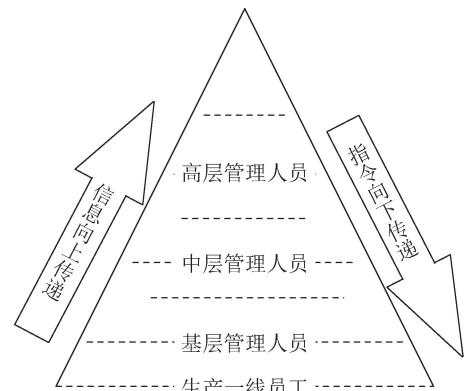 高层管理人员
信息向上传递
指令向下传递
中层管理人员
基层管理人员
生产一线员工